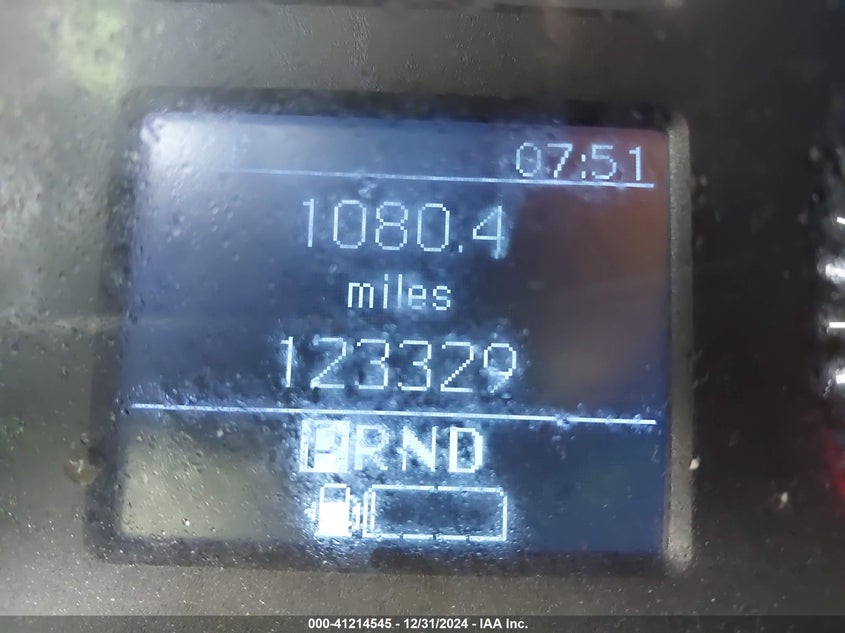 07:51
1080.4
miles
123329
PRND
000-41214545 - 12/31/2024 - IAA Inc.